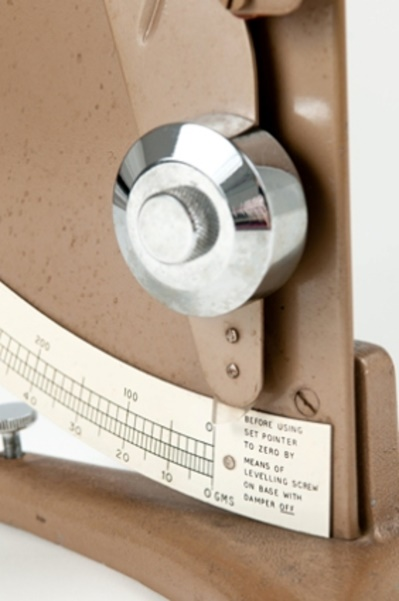 200
100
0
40
30
20
10
0 GMS
BEFORE USING
SET POINTER
TO ZERO BY
MEANS OF
LEVELLING SCREW
ON BASE WITH
DAMPER OFF